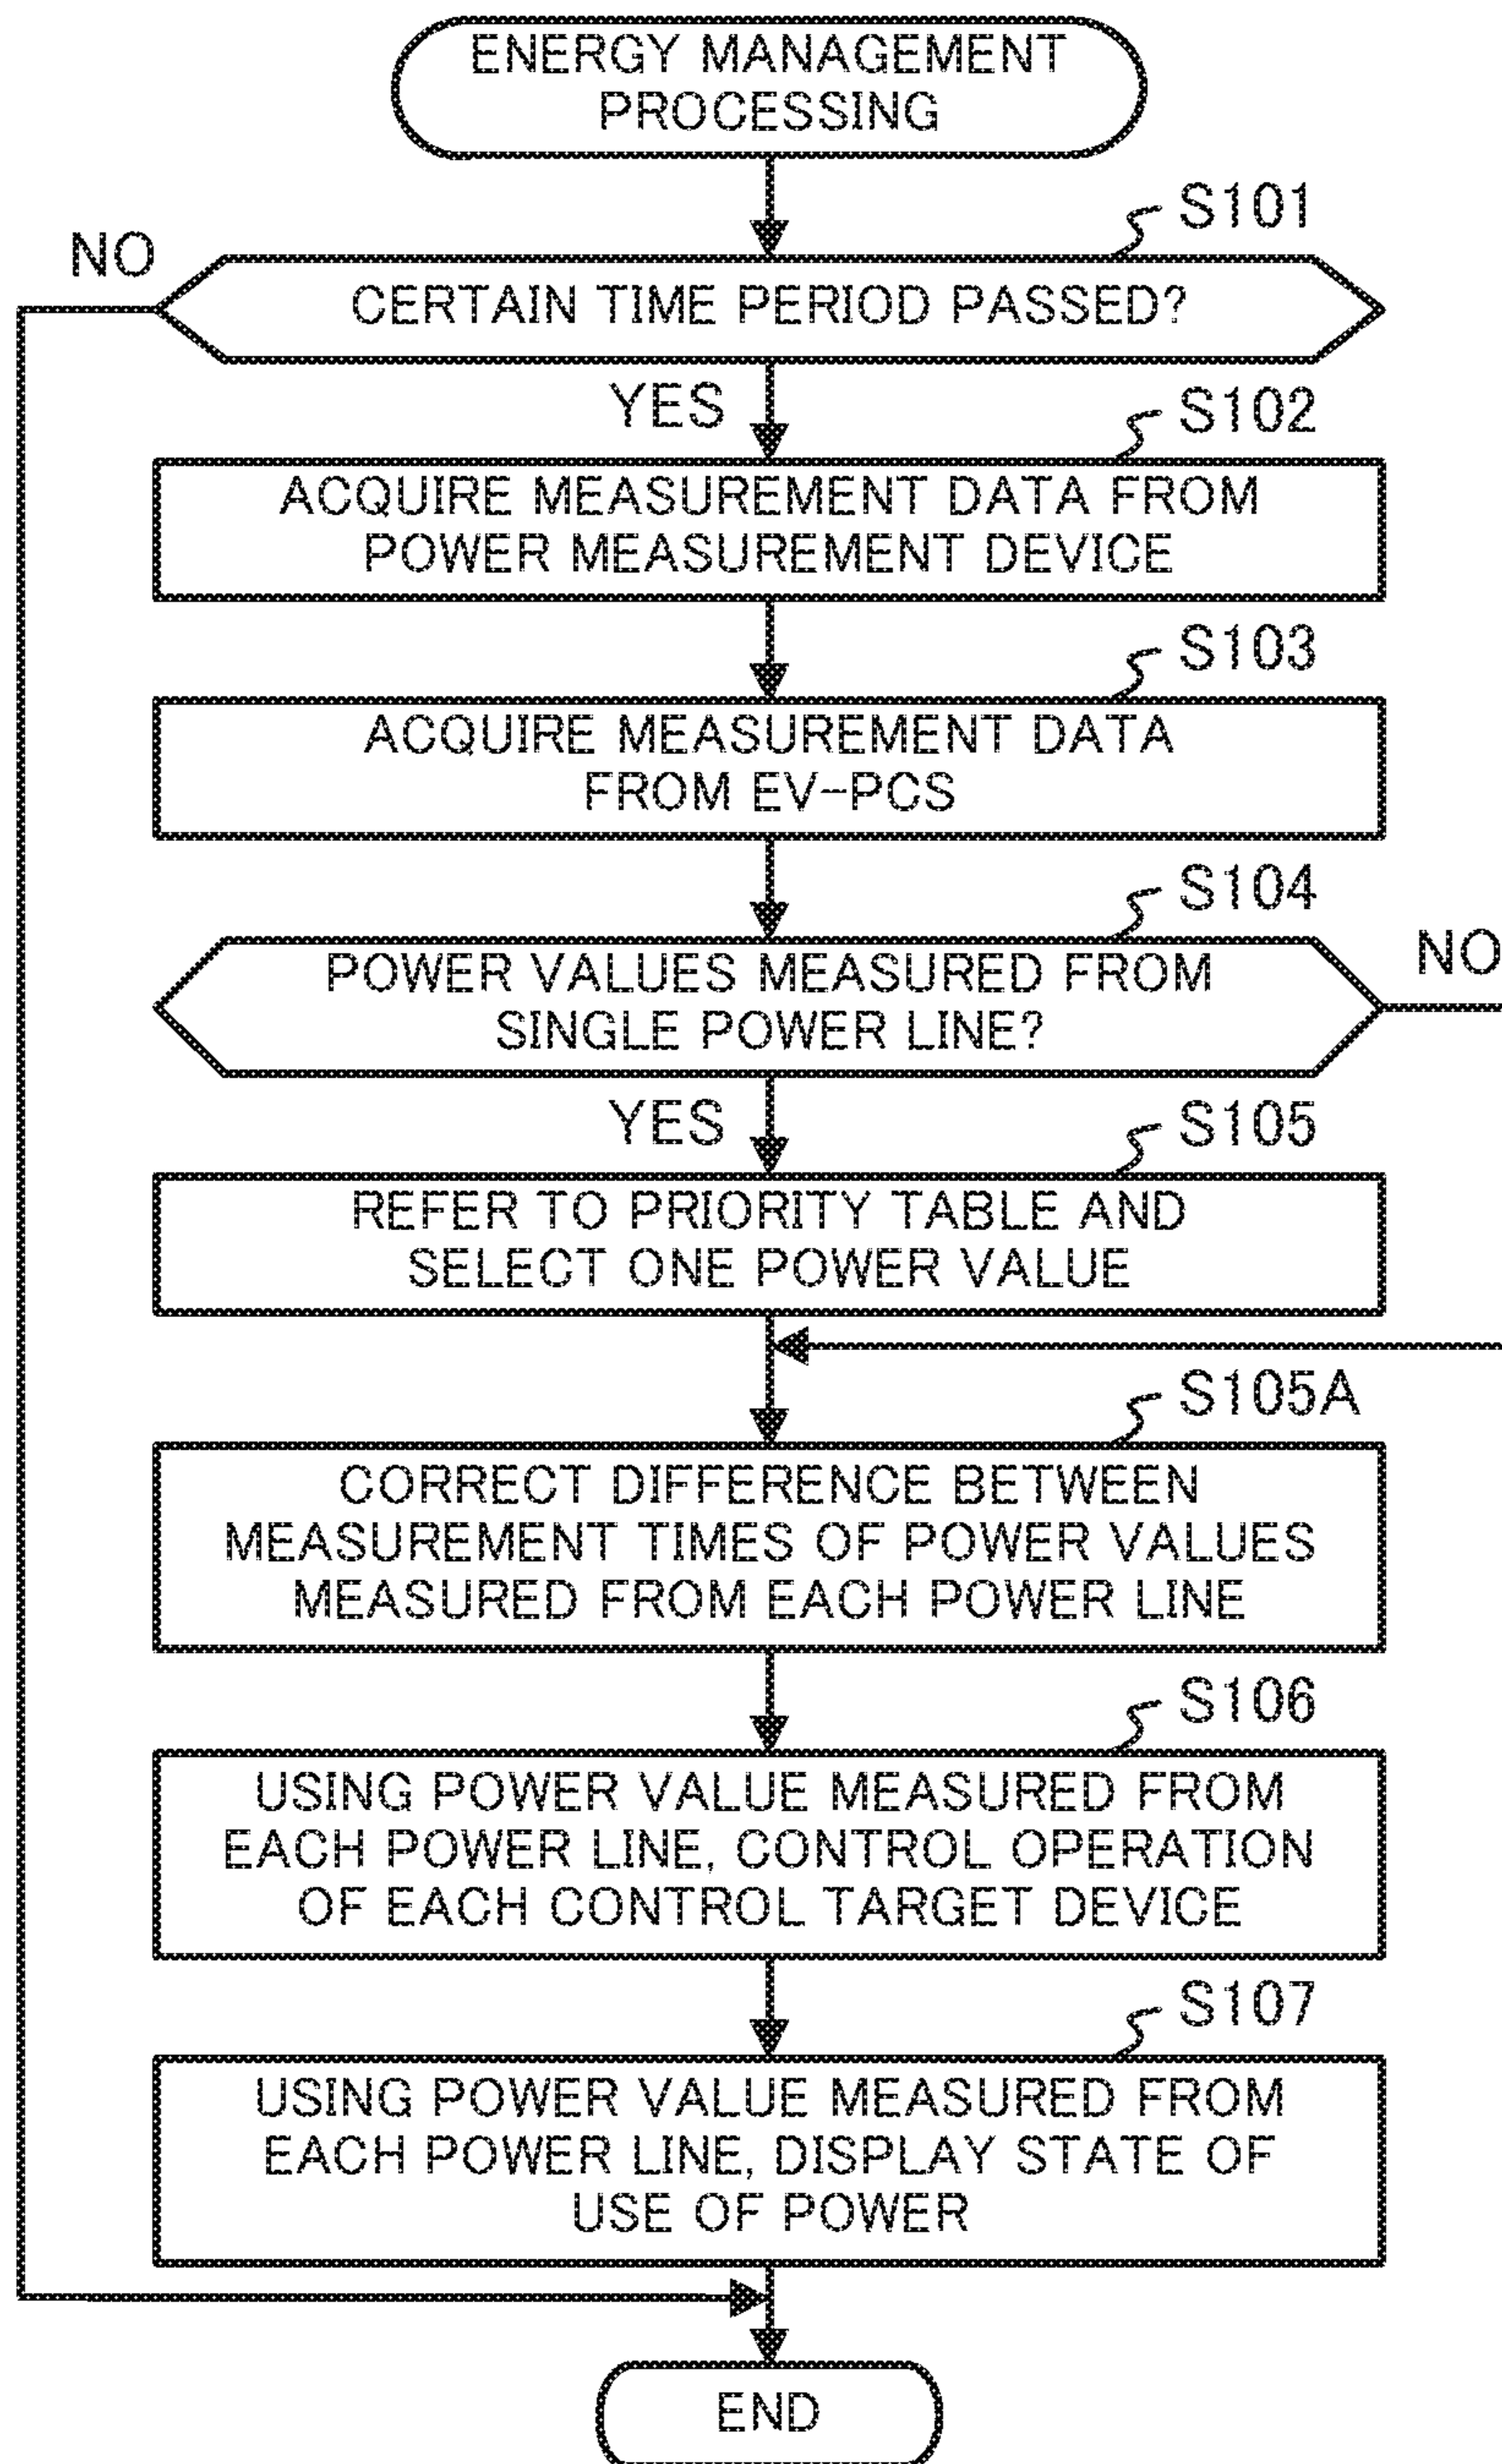 ENERGY MANAGEMENT
PROCESSING
S101
NO
CERTAIN TIME PERIOD PASSED?
YES
S102
ACQUIRE MEASUREMENT DATA FROM
POWER MEASUREMENT DEVICE
S103
ACQUIRE MEASUREMENT DATA
FROM EV-PCS
S104
NO
POWER VALUES MEASURED FROM
SINGLE POWER LINE?
YES
S105
REFER TO PRIORITY TABLE AND
SELECT ONE POWER VALUE
S105A
CORRECT DIFFERENCE BETWEEN
MEASUREMENT TIMES OF POWER VALUES
MEASURED FROM EACH POWER LINE
S106
USING POWER VALUE MEASURED FROM
EACH POWER LINE, CONTROL OPERATION
OF EACH CONTROL TARGET DEVICE
S107
USING POWER VALUE MEASURED FROM
EACH POWER LINE, DISPLAY STATE OF
USE OF POWER
END